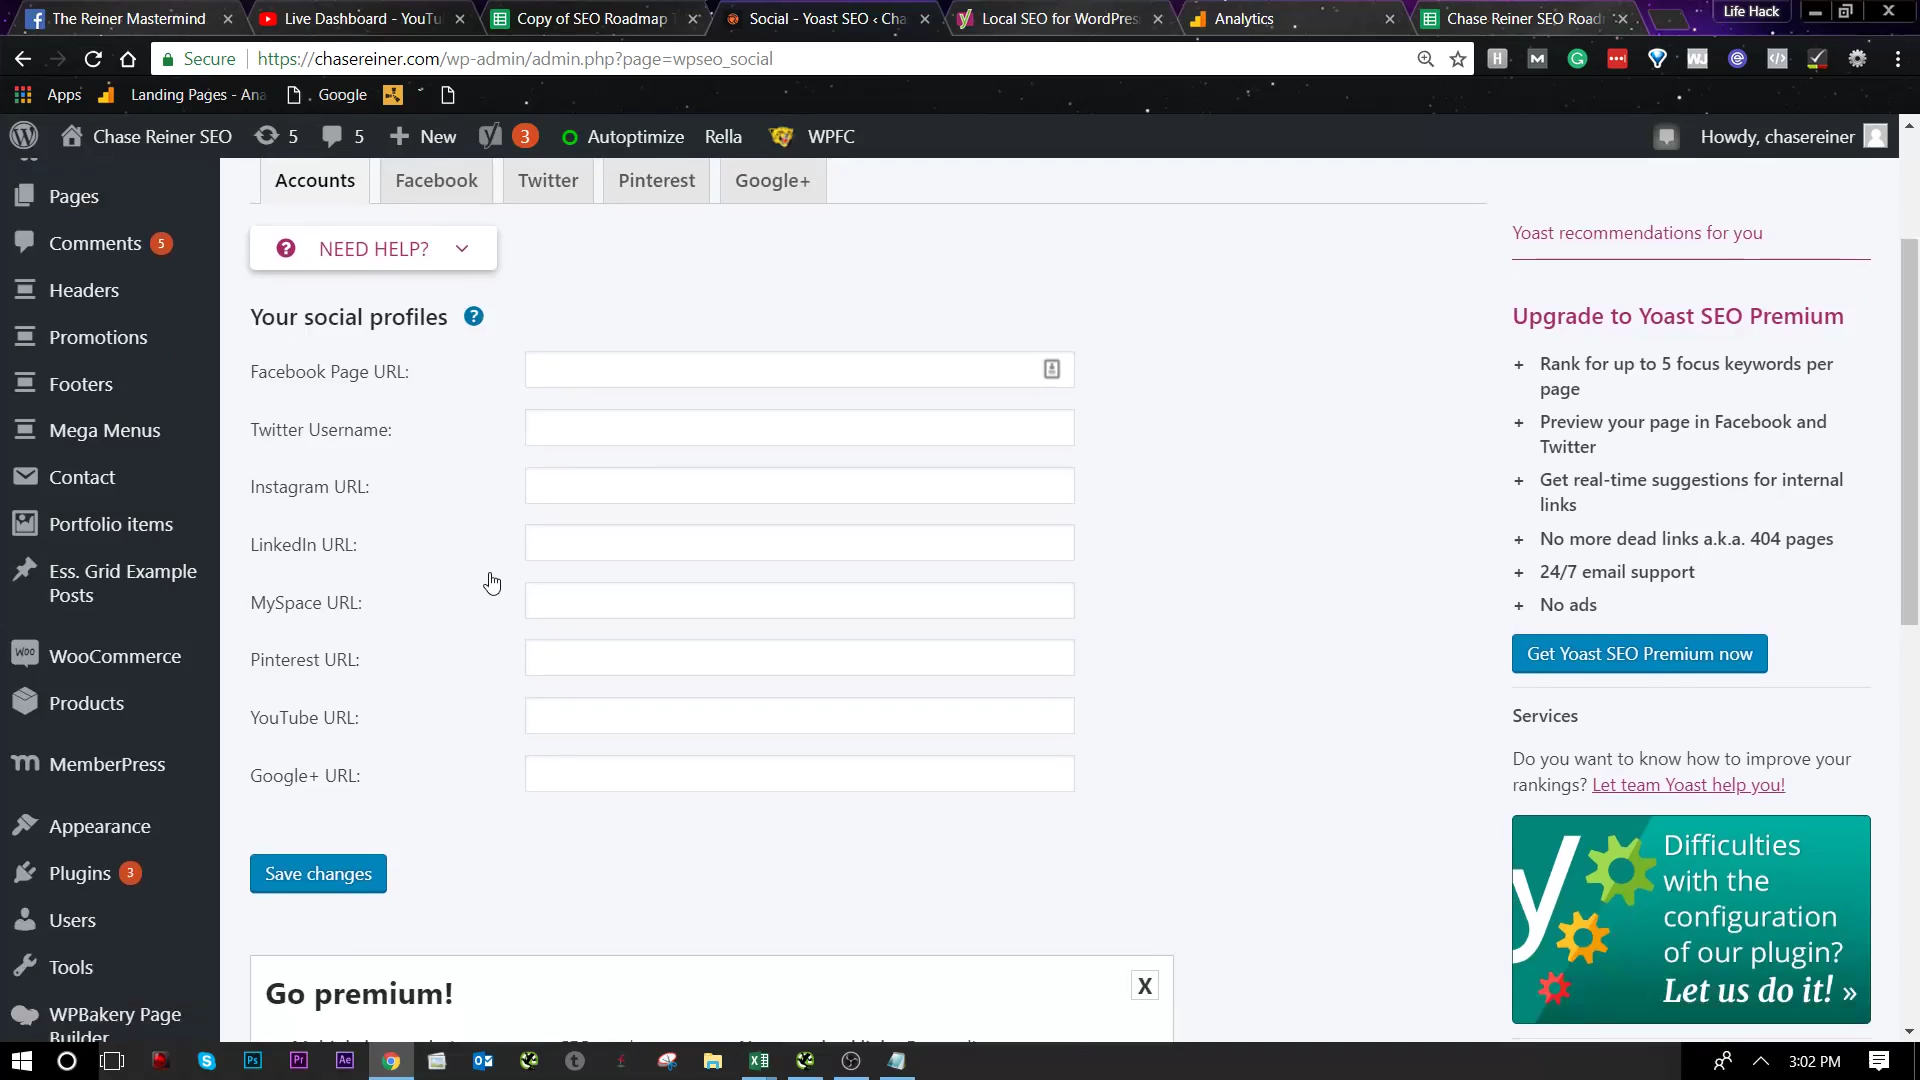 The Reiner Mastermind
Live Dashboard - YouTu
Copy of SEO Roadmap T
Social - Yoast SEO ‹ Cha
Local SEO for WordPres
Analytics
Chase Reiner SEO Road
Life Hack
Secure
https://chasereiner.com/wp-admin/admin.php?page=wpseo_social
Apps
Landing Pages - Ana
Google
Chase Reiner SEO
5
5
New
3
Autoptimize
Rella
WPFC
Howdy, chasereiner
Pages
Comments 5
Headers
Promotions
Footers
Mega Menus
Contact
Portfolio items
Ess. Grid Example
Posts
WooCommerce
Products
MemberPress
Appearance
Plugins 3
Users
Tools
WPBakery Page
Builder
Accounts
Facebook
Twitter
Pinterest
Google+
NEED HELP?
Your social profiles
Facebook Page URL:
Twitter Username:
Instagram URL:
LinkedIn URL:
MySpace URL:
Pinterest URL:
YouTube URL:
Google+ URL:
Save changes
Go premium!
X
Yoast recommendations for you
Upgrade to Yoast SEO Premium
+ Rank for up to 5 focus keywords per
page
+ Preview your page in Facebook and
Twitter
+ Get real-time suggestions for internal
links
+ No more dead links a.k.a. 404 pages
+ 24/7 email support
+ No ads
Get Yoast SEO Premium now
Services
Do you want to know how to improve your
rankings? Let team Yoast help you!
Difficulties
with the
configuration
of our plugin?
Let us do it! »
3:02 PM